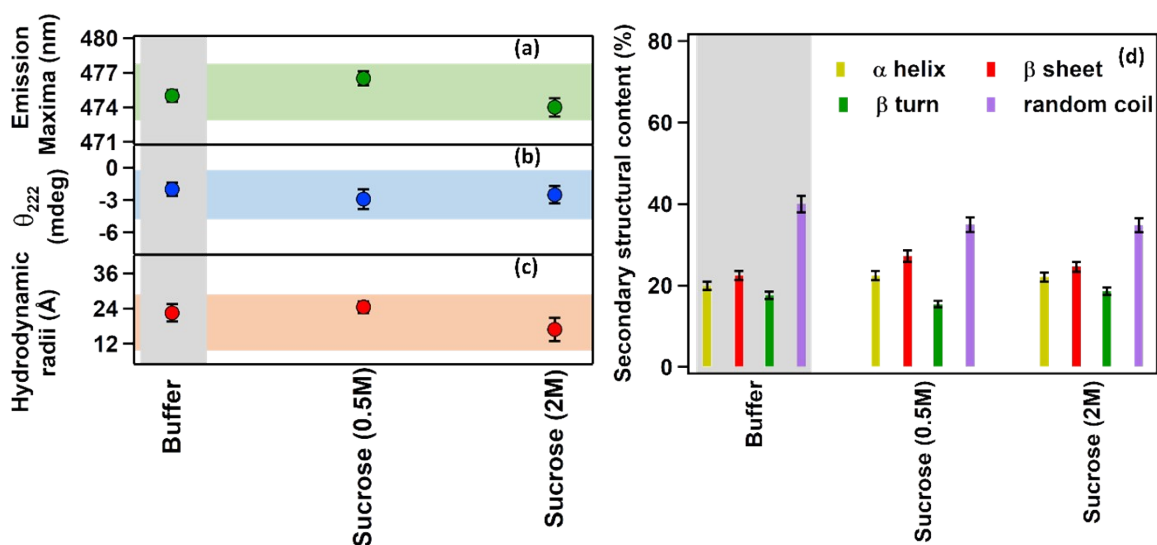 Emission
Maxima (nm)
480
477
474
471
(a)
θ222
(mdeg)
0
-3
-6
(b)
Hydrodynamic
radii (Å)
36
24
12
(c)
Buffer
Sucrose (0.5M)
Sucrose (2M)
Secondary structural content (%)
80
60
40
20
0
(d)
α helix
β sheet
β turn
random coil
Buffer
Sucrose (0.5M)
Sucrose (2M)